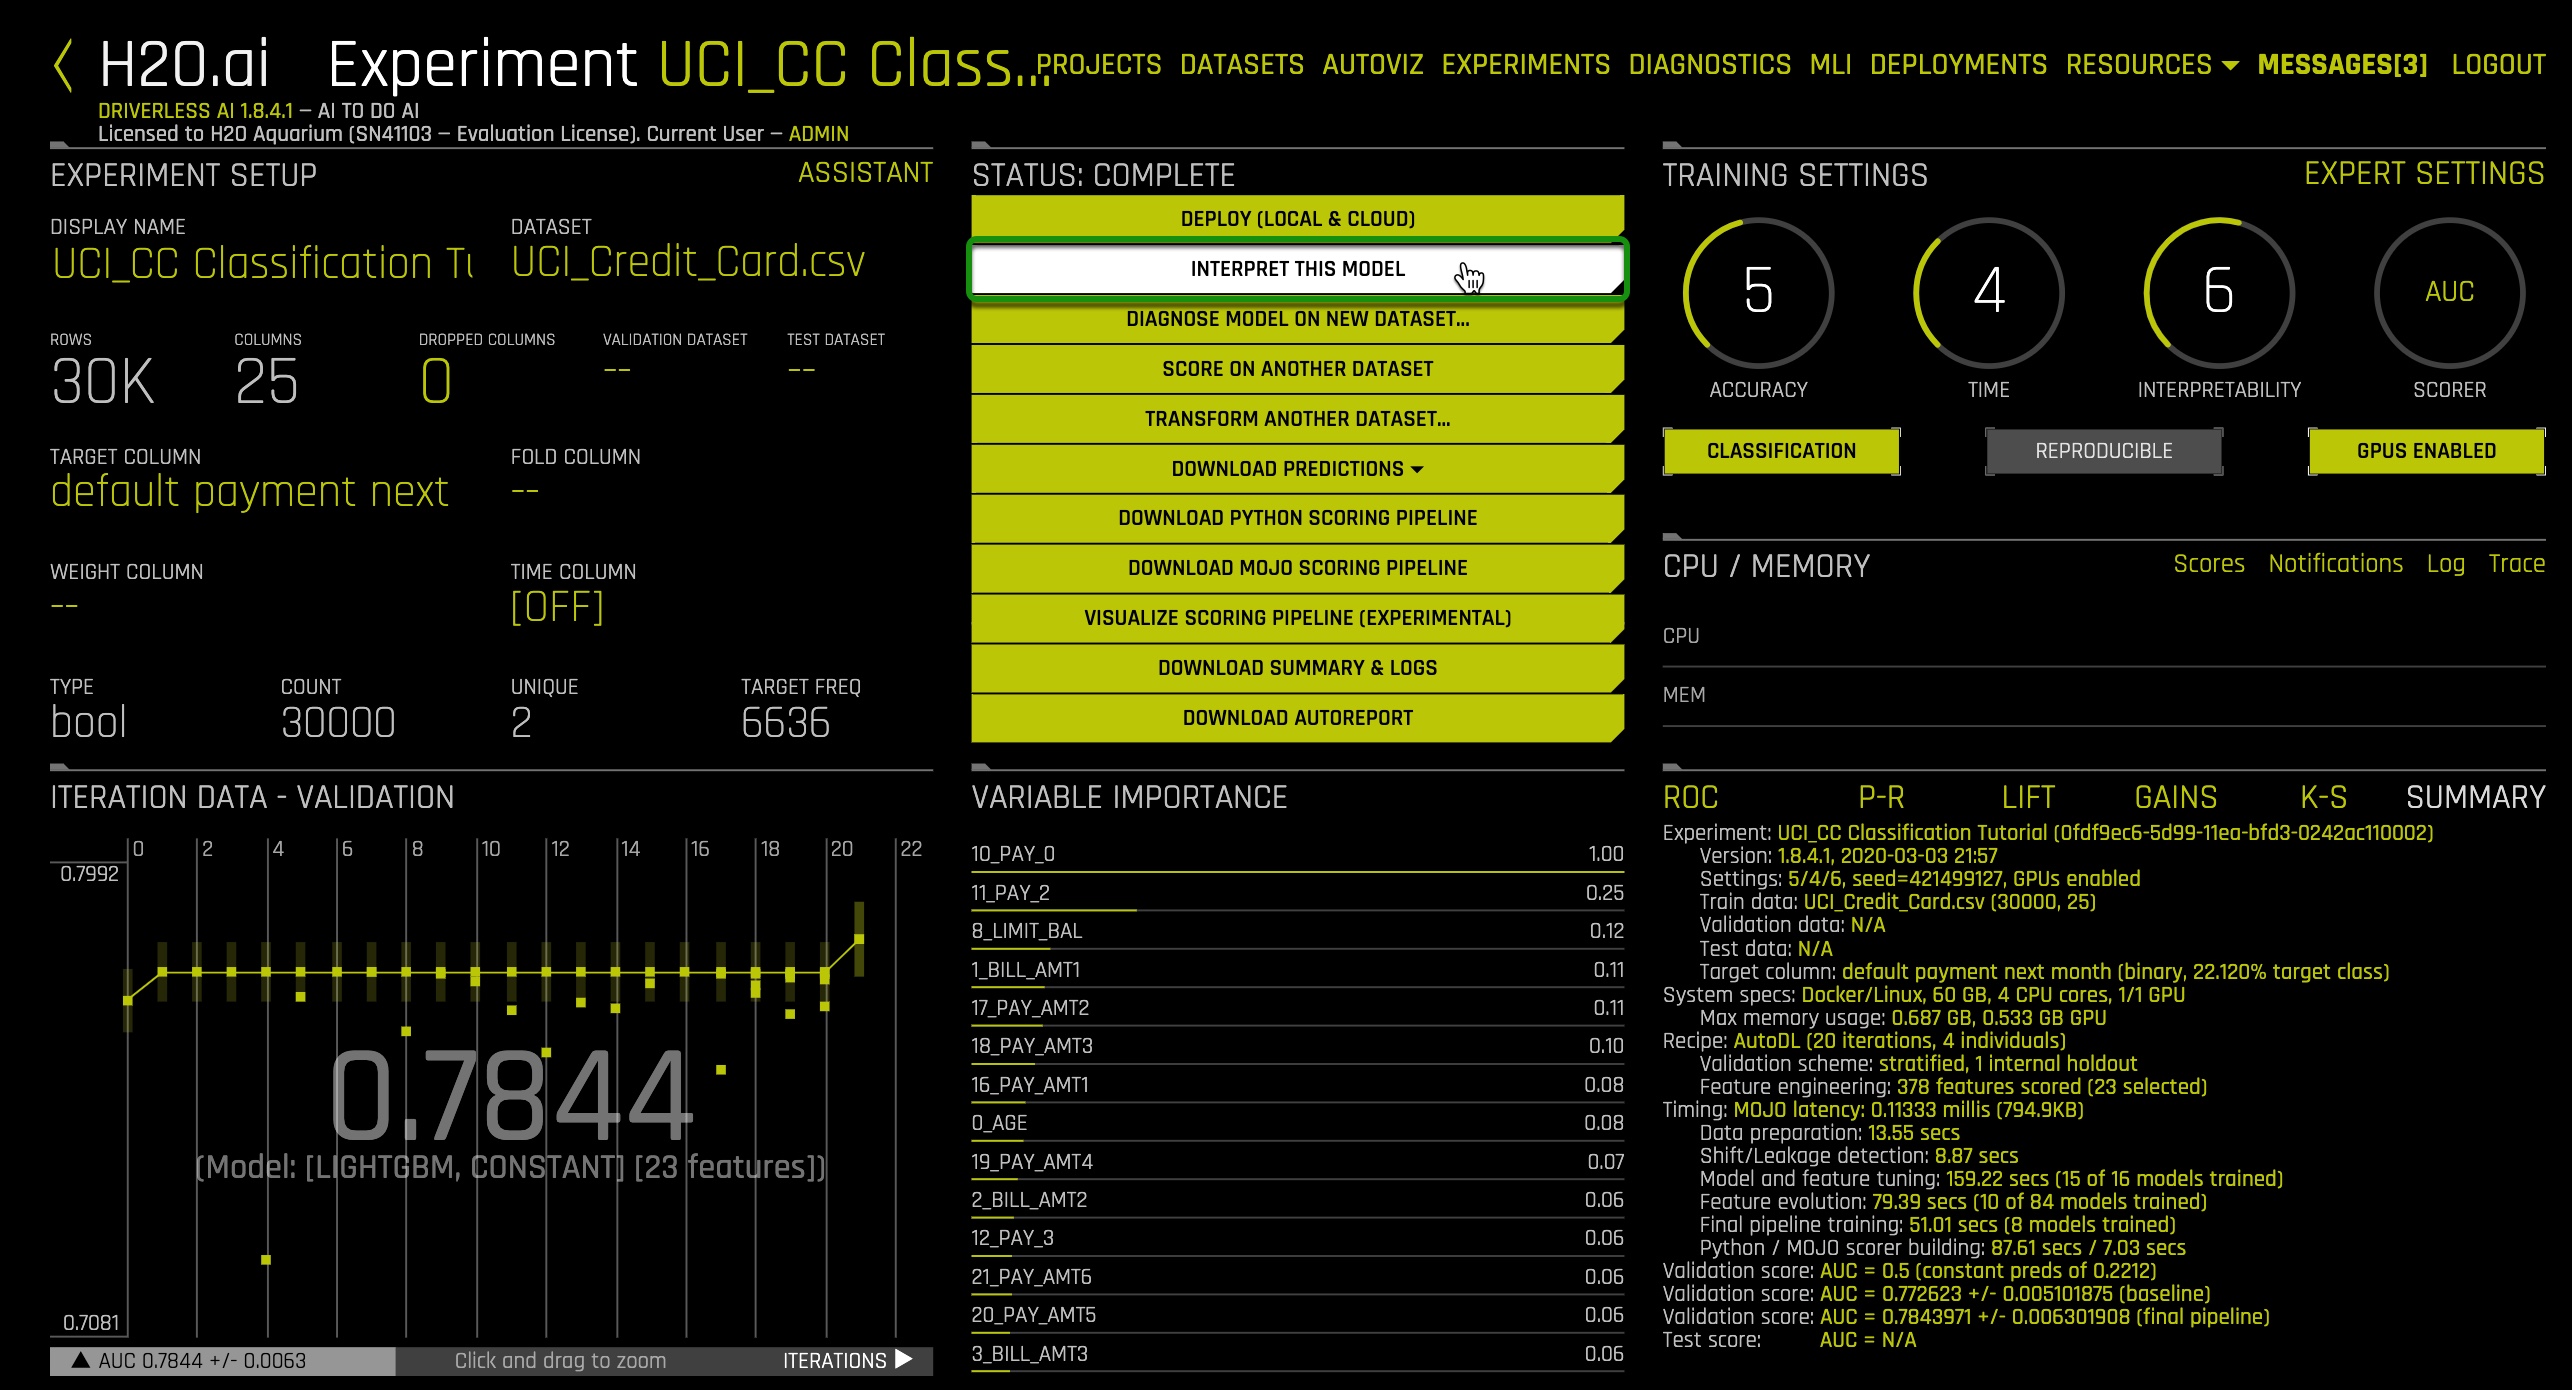 H2O.ai Experiment UCI_CC Class...
PROJECTS DATASETS AUTOVIZ EXPERIMENTS DIAGNOSTICS MLI DEPLOYMENTS RESOURCES MESSAGES[3] LOGOUT
DRIVERLESS AI 1.8.4.1 – AI TO DO AI
Licensed to H2O Aquarium (SN41103 – Evaluation License). Current User – ADMIN
EXPERIMENT SETUP ASSISTANT
DISPLAY NAME DATASET
UCI_CC Classification Tu UCI_Credit_Card.csv
ROWS COLUMNS DROPPED COLUMNS VALIDATION DATASET TEST DATASET
30K 25 0 -- --
TARGET COLUMN FOLD COLUMN
default payment next --
WEIGHT COLUMN TIME COLUMN
-- [OFF]
TYPE COUNT UNIQUE TARGET FREQ
bool 30000 2 6636
STATUS: COMPLETE
DEPLOY (LOCAL & CLOUD)
INTERPRET THIS MODEL
DIAGNOSE MODEL ON NEW DATASET...
SCORE ON ANOTHER DATASET
TRANSFORM ANOTHER DATASET...
DOWNLOAD PREDICTIONS
DOWNLOAD PYTHON SCORING PIPELINE
DOWNLOAD MOJO SCORING PIPELINE
VISUALIZE SCORING PIPELINE (EXPERIMENTAL)
DOWNLOAD SUMMARY & LOGS
DOWNLOAD AUTOREPORT
TRAINING SETTINGS EXPERT SETTINGS
5 4 6 AUC
ACCURACY TIME INTERPRETABILITY SCORER
CLASSIFICATION REPRODUCIBLE GPUS ENABLED
CPU / MEMORY Scores Notifications Log Trace
CPU
MEM
ITERATION DATA - VALIDATION
0 2 4 6 8 10 12 14 16 18 20 22
0.7992
0.7844
(Model: [LIGHTGBM, CONSTANT] [23 features])
0.7081
AUC 0.7844 +/- 0.0063 Click and drag to zoom ITERATIONS
VARIABLE IMPORTANCE
10_PAY_0 1.00
11_PAY_2 0.25
8_LIMIT_BAL 0.12
1_BILL_AMT1 0.11
17_PAY_AMT2 0.11
18_PAY_AMT3 0.10
16_PAY_AMT1 0.08
0_AGE 0.08
19_PAY_AMT4 0.07
2_BILL_AMT2 0.06
12_PAY_3 0.06
21_PAY_AMT6 0.06
20_PAY_AMT5 0.06
3_BILL_AMT3 0.06
ROC P-R LIFT GAINS K-S SUMMARY
Experiment: UCI_CC Classification Tutorial (0fdf9ec6-5d99-11ea-bfd3-0242ac110002)
Version: 1.8.4.1, 2020-03-03 21:57
Settings: 5/4/6, seed=421499127, GPUs enabled
Train data: UCI_Credit_Card.csv (30000, 25)
Validation data: N/A
Test data: N/A
Target column: default payment next month (binary, 22.120% target class)
System specs: Docker/Linux, 60 GB, 4 CPU cores, 1/1 GPU
Max memory usage: 0.687 GB, 0.533 GB GPU
Recipe: AutoDL (20 iterations, 4 individuals)
Validation scheme: stratified, 1 internal holdout
Feature engineering: 378 features scored (23 selected)
Timing: MOJO latency: 0.11333 millis (794.9KB)
Data preparation: 13.55 secs
Shift/Leakage detection: 8.87 secs
Model and feature tuning: 159.22 secs (15 of 16 models trained)
Feature evolution: 79.39 secs (10 of 84 models trained)
Final pipeline training: 51.01 secs (8 models trained)
Python / MOJO scorer building: 87.61 secs / 7.03 secs
Validation score: AUC = 0.5 (constant preds of 0.2212)
Validation score: AUC = 0.772623 +/- 0.005101875 (baseline)
Validation score: AUC = 0.7843971 +/- 0.006301908 (final pipeline)
Test score: AUC = N/A